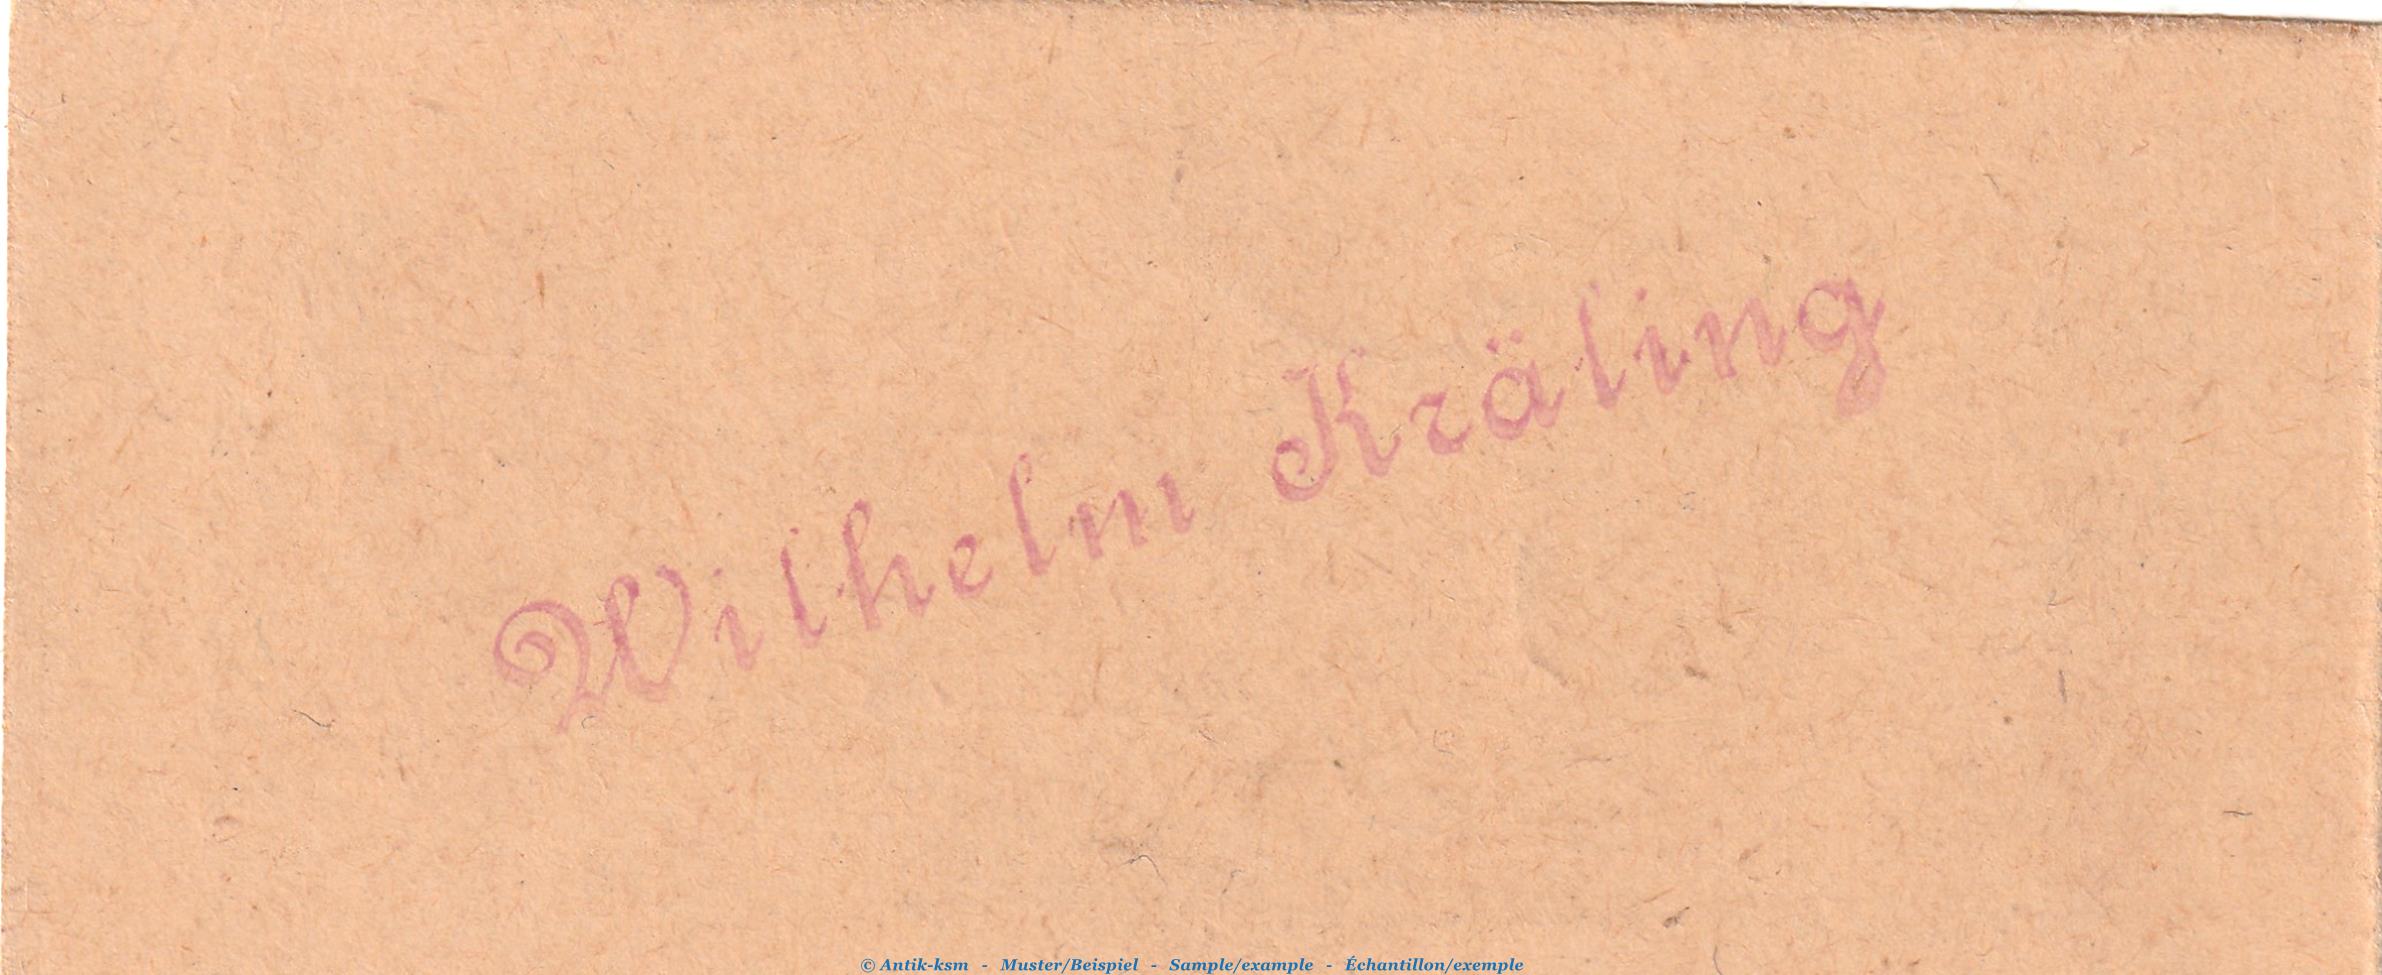 Wilhelm Kräling
© Antik-ksm - Muster/Beispiel - Sample/example - Échantillon/exemple